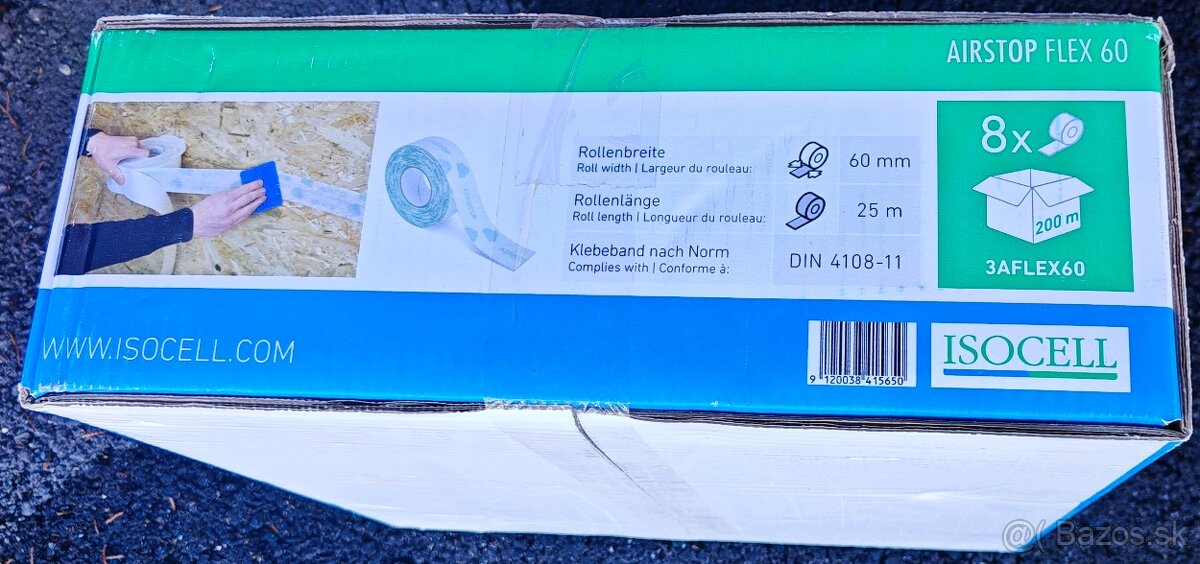 AIRSTOP FLEX 60
Rollenbreite
Roll width | Largeur du rouleau:
60 mm
Rollenlänge
Roll length | Longueur du rouleau:
25 m
Klebeband nach Norm
Complies with | Conforme à:
DIN 4108-11
8x
200 m
3AFLEX60
WWW.ISOCELL.COM
9 120038 415650
ISOCELL
@( Bazos.sk